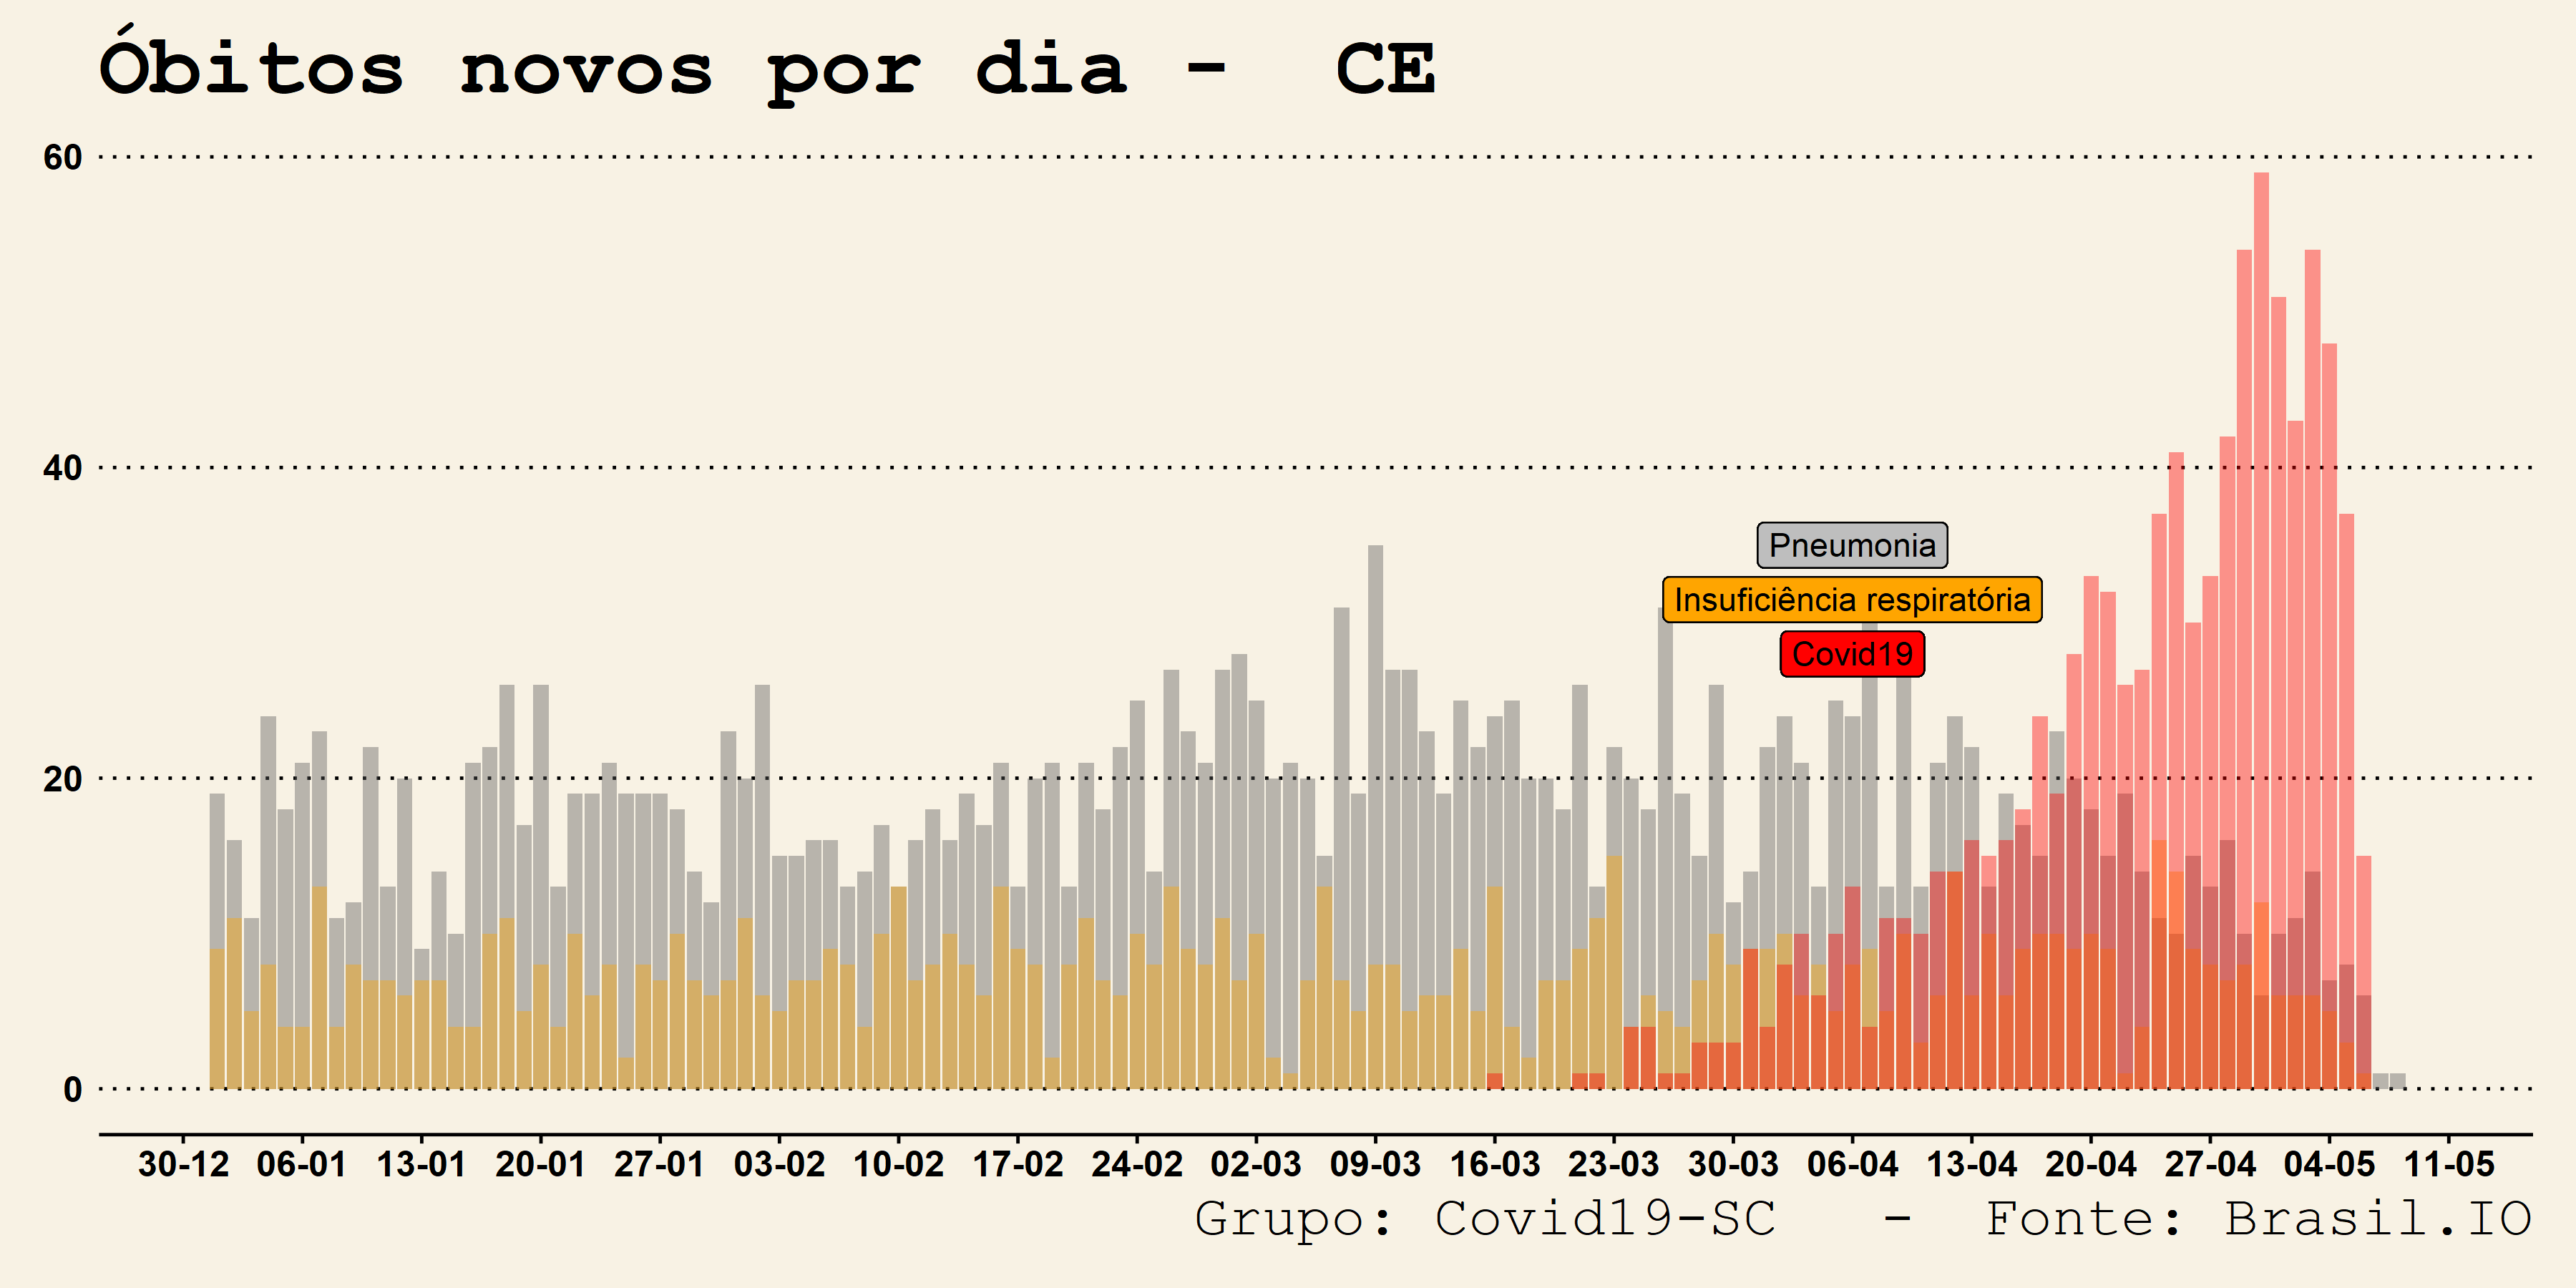 Óbitos novos por dia - CE
60
40
Pneumonia
Insuficiência respiratória
Covid19
20
0
30-12 06-01 13-01 20-01 27-01 03-02 10-02 17-02 24-02 02-03 09-03 16-03 23-03 30-03 06-04 13-04 20-04 27-04 04-05 11-05
Grupo: Covid19-SC - Fonte: Brasil.IO